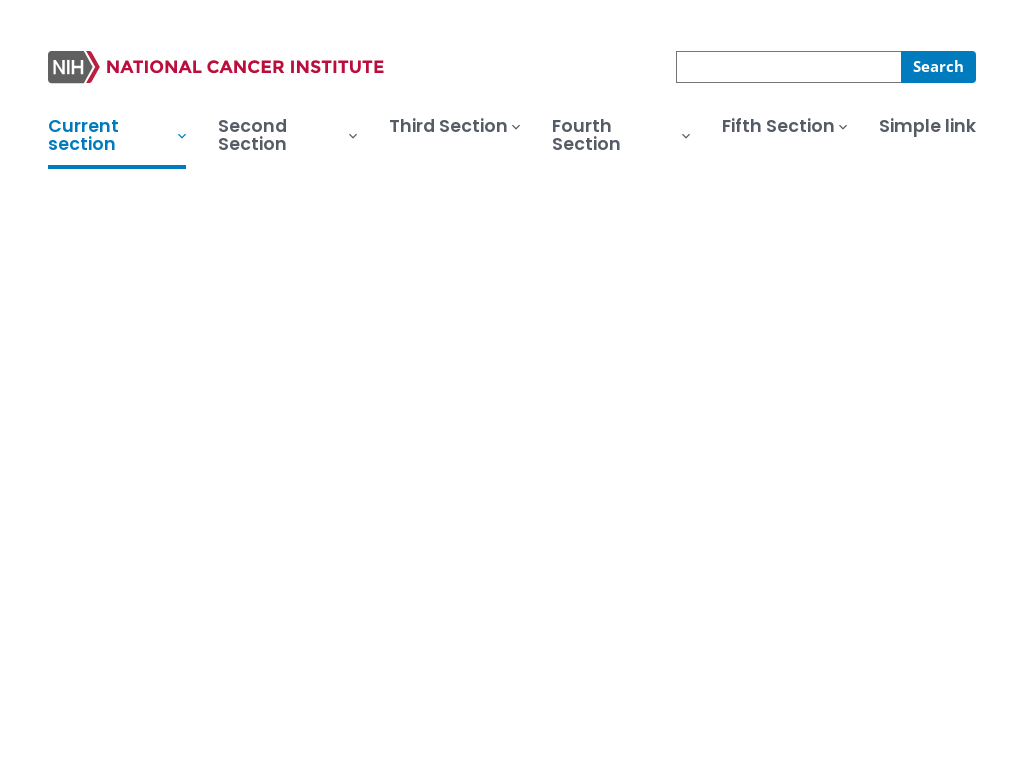 NIH NATIONAL CANCER INSTITUTE
Search
Current
section
Second
Section
Third Section
Fourth
Section
Fifth Section
Simple link